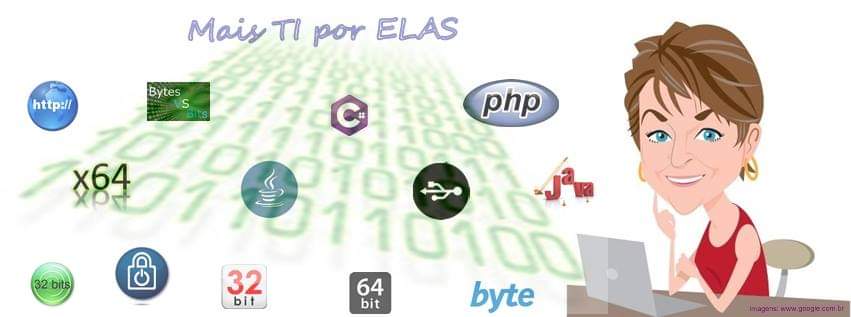 Mais TI por ELAS
http://
Bytes
VS
Bits
C#
php
x64
Java
32 bits
32
bit
64
bit
byte
imagens: www.google.com.br